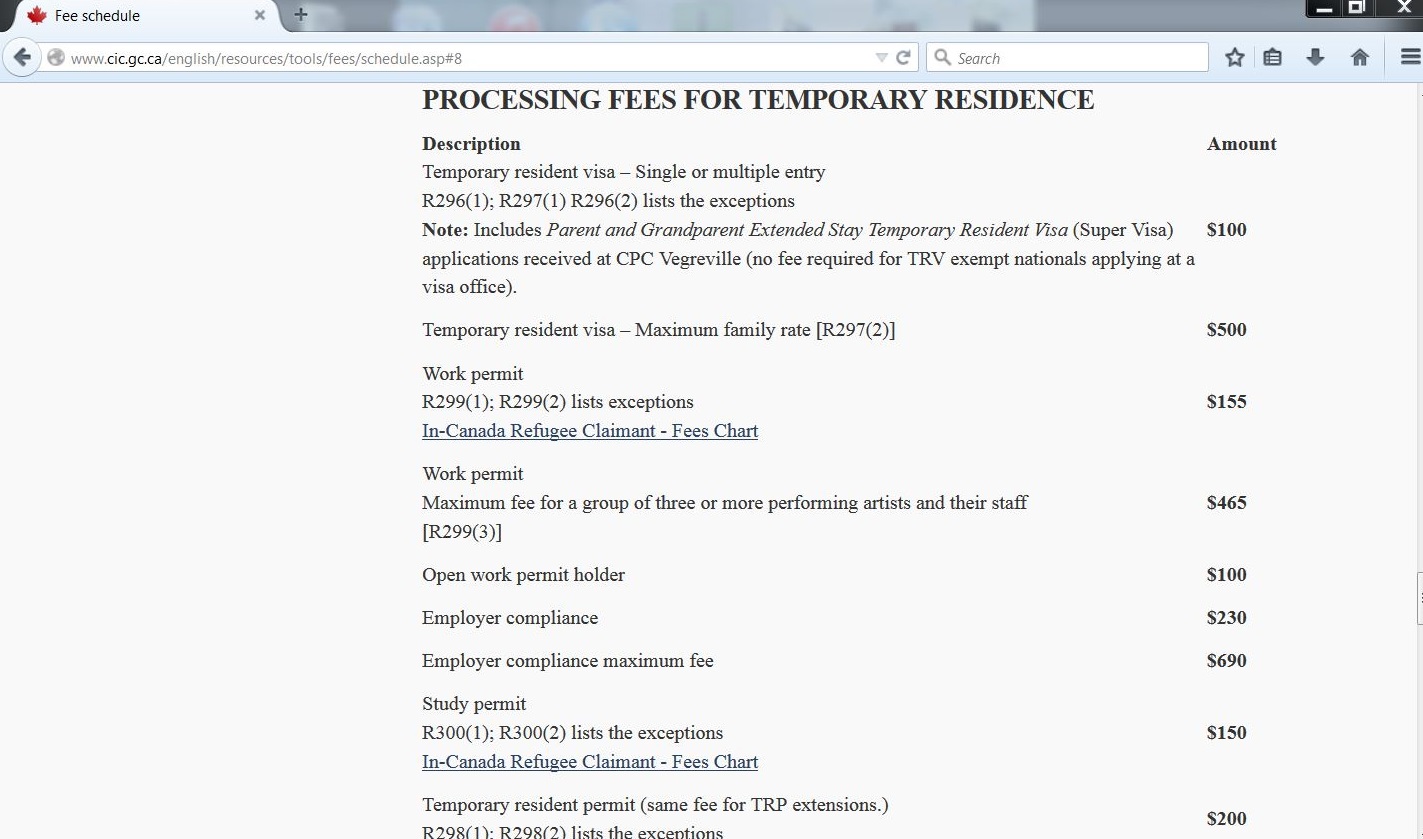 Fee schedule
www.cic.gc.ca/english/resources/tools/fees/schedule.asp#8
Search
PROCESSING FEES FOR TEMPORARY RESIDENCE
Description Amount
Temporary resident visa – Single or multiple entry
R296(1); R297(1) R296(2) lists the exceptions
Note: Includes Parent and Grandparent Extended Stay Temporary Resident Visa (Super Visa) $100
applications received at CPC Vegreville (no fee required for TRV exempt nationals applying at a
visa office).
Temporary resident visa – Maximum family rate [R297(2)] $500
Work permit
R299(1); R299(2) lists exceptions $155
In-Canada Refugee Claimant - Fees Chart
Work permit
Maximum fee for a group of three or more performing artists and their staff $465
[R299(3)]
Open work permit holder $100
Employer compliance $230
Employer compliance maximum fee $690
Study permit
R300(1); R300(2) lists the exceptions $150
In-Canada Refugee Claimant - Fees Chart
Temporary resident permit (same fee for TRP extensions.)
$200
R298(1); R298(2) lists the exceptions